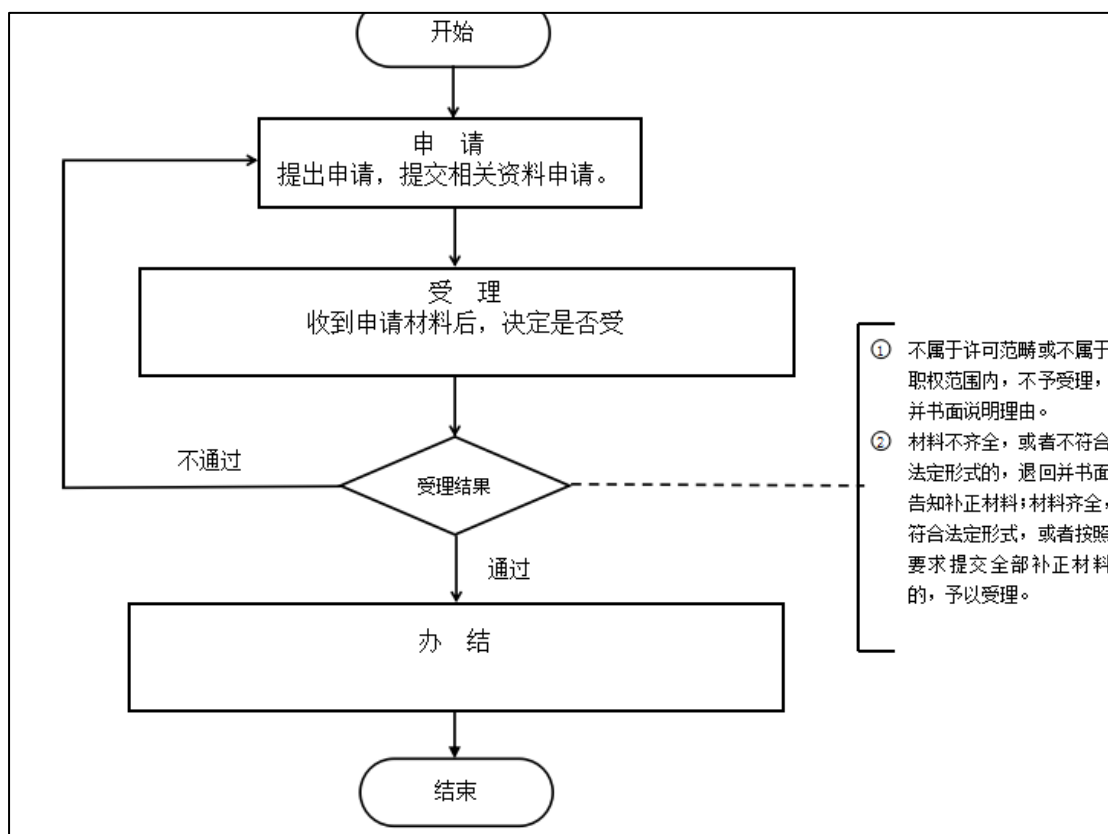 开始
申 请
提出申请，提交相关资料申请。
受 理
收到申请材料后，决定是否受
① 不属于许可范畴或不属于
职权范围内，不予受理，
并书面说明理由。
② 材料不齐全，或者不符合
法定形式的，退回并书面
告知补正材料；材料齐全，
符合法定形式，或者按照
要求提交全部补正材料
的，予以受理。
不通过
受理结果
通过
办 结
结束